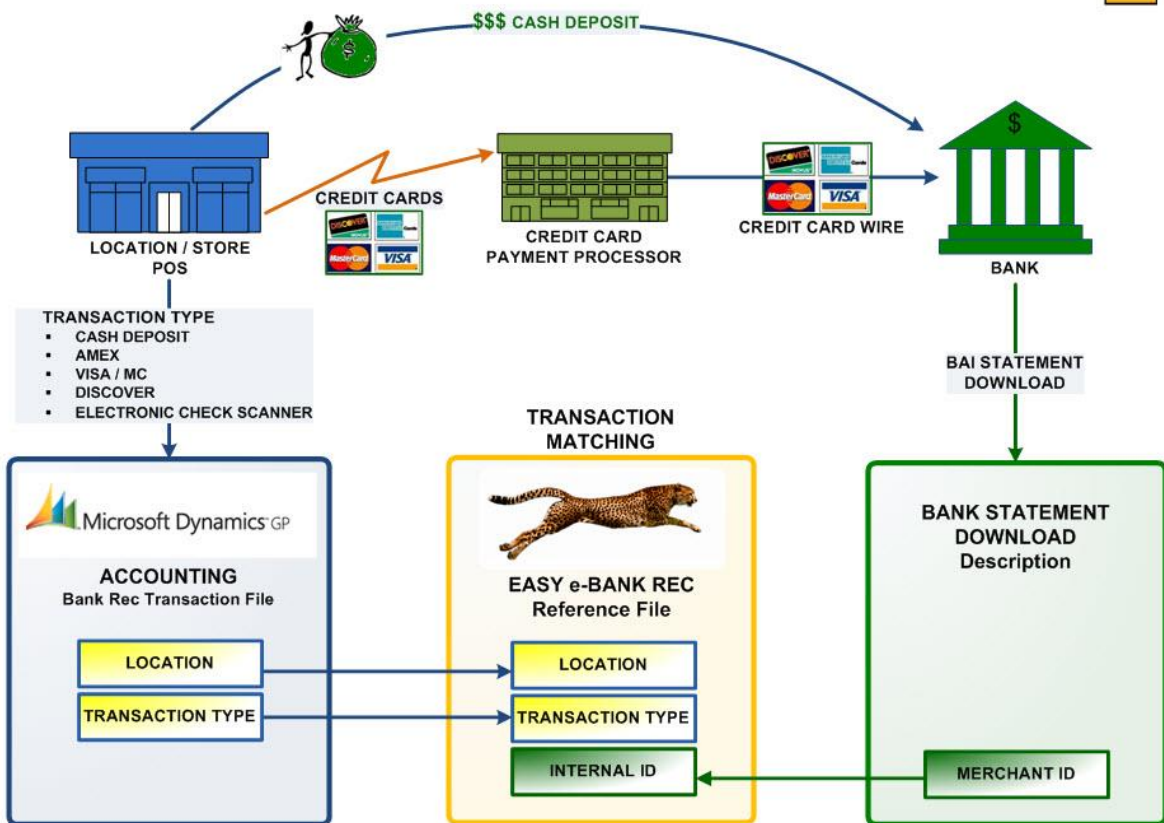 $$$ CASH DEPOSIT
$
$
LOCATION / STORE
POS
CREDIT CARDS
DISCOVER
MasterCard
VISA
CREDIT CARD
PAYMENT PROCESSOR
DISCOVER
MasterCard
VISA
CREDIT CARD WIRE
BANK
TRANSACTION TYPE
▪ CASH DEPOSIT
▪ AMEX
▪ VISA / MC
▪ DISCOVER
▪ ELECTRONIC CHECK SCANNER
BAI STATEMENT
DOWNLOAD
TRANSACTION
MATCHING
Microsoft Dynamics GP
ACCOUNTING
Bank Rec Transaction File
LOCATION
TRANSACTION TYPE
EASY e-BANK REC
Reference File
LOCATION
TRANSACTION TYPE
INTERNAL ID
BANK STATEMENT
DOWNLOAD
Description
MERCHANT ID